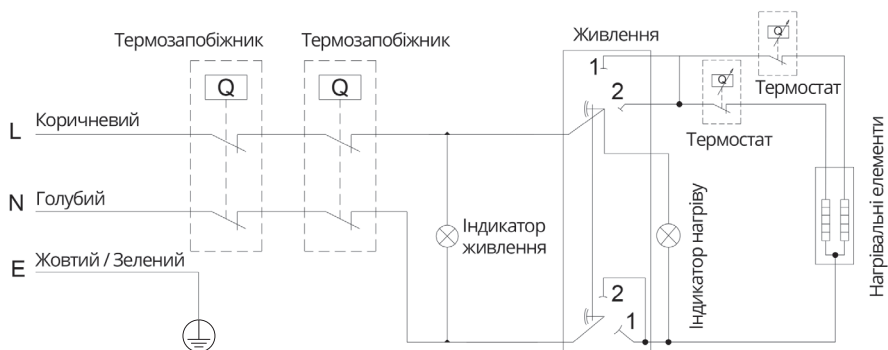 Термозапобіжник
Термозапобіжник
Живлення
Q
Q
Q
Q
1
2
Термостат
Термостат
L
Коричневий
N
Голубий
E
Жовтий / Зелений
Індикатор
живлення
2
1
Індикатор нагріву
Нагрівальні елементи